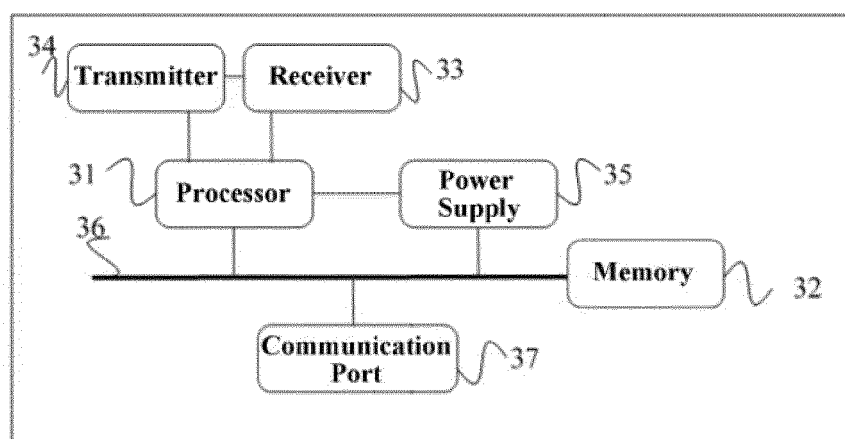 34
Transmitter
Receiver
33
31
Processor
Power
Supply
35
36
Memory
32
Communication
Port
37